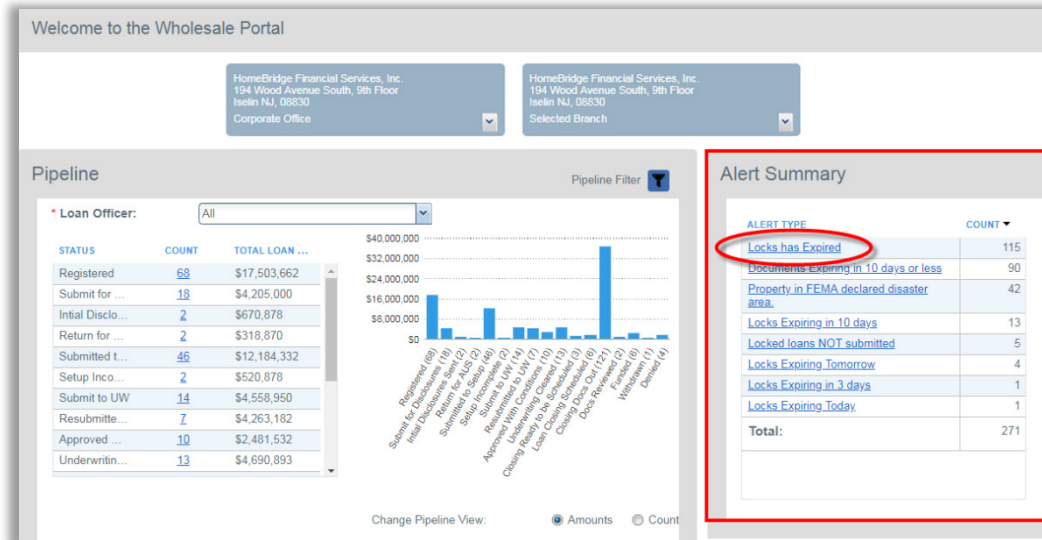 Welcome to the Wholesale Portal
HomeBridge Financial Services, Inc.
194 Wood Avenue South, 9th Floor
Iselin NJ, 08830
Corporate Office
HomeBridge Financial Services, Inc.
194 Wood Avenue South, 9th Floor
Iselin NJ, 08830
Selected Branch
Pipeline
Pipeline Filter
* Loan Officer: All
STATUS COUNT TOTAL LOAN ...
Registered 68 $17,503,662
Submit for ... 18 $4,205,000
Intial Disclo... 2 $670,878
Return for ... 2 $318,870
Submitted t... 46 $12,184,332
Setup Inco... 2 $520,878
Submit to UW 14 $4,558,950
Resubmitte... 7 $4,263,182
Approved ... 10 $2,481,532
Underwritin... 13 $4,690,893
$40,000,000
$32,000,000
$24,000,000
$16,000,000
$8,000,000
$0
Registered (68)
Submit for Disclosures (18)
Intial Disclosures Sent (2)
Return for AUS (2)
Submitted to Setup (46)
Setup Incomplete (2)
Submit to UW (14)
Resubmitted to UW (7)
Approved With Conditions (10)
Underwriting Cleared (13)
Closing Ready to be Scheduled (3)
Loan Closing Scheduled (6)
Closing Docs Out (121)
Docs Reviewed (2)
Funded (6)
Withdrawn (1)
Denied (4)
Change Pipeline View: Amounts Count
Alert Summary
ALERT TYPE COUNT
Locks has Expired 115
Documents Expiring in 10 days or less 90
Property in FEMA declared disaster
area. 42
Locks Expiring in 10 days 13
Locked loans NOT submitted 5
Locks Expiring Tomorrow 4
Locks Expiring in 3 days 1
Locks Expiring Today 1
Total: 271